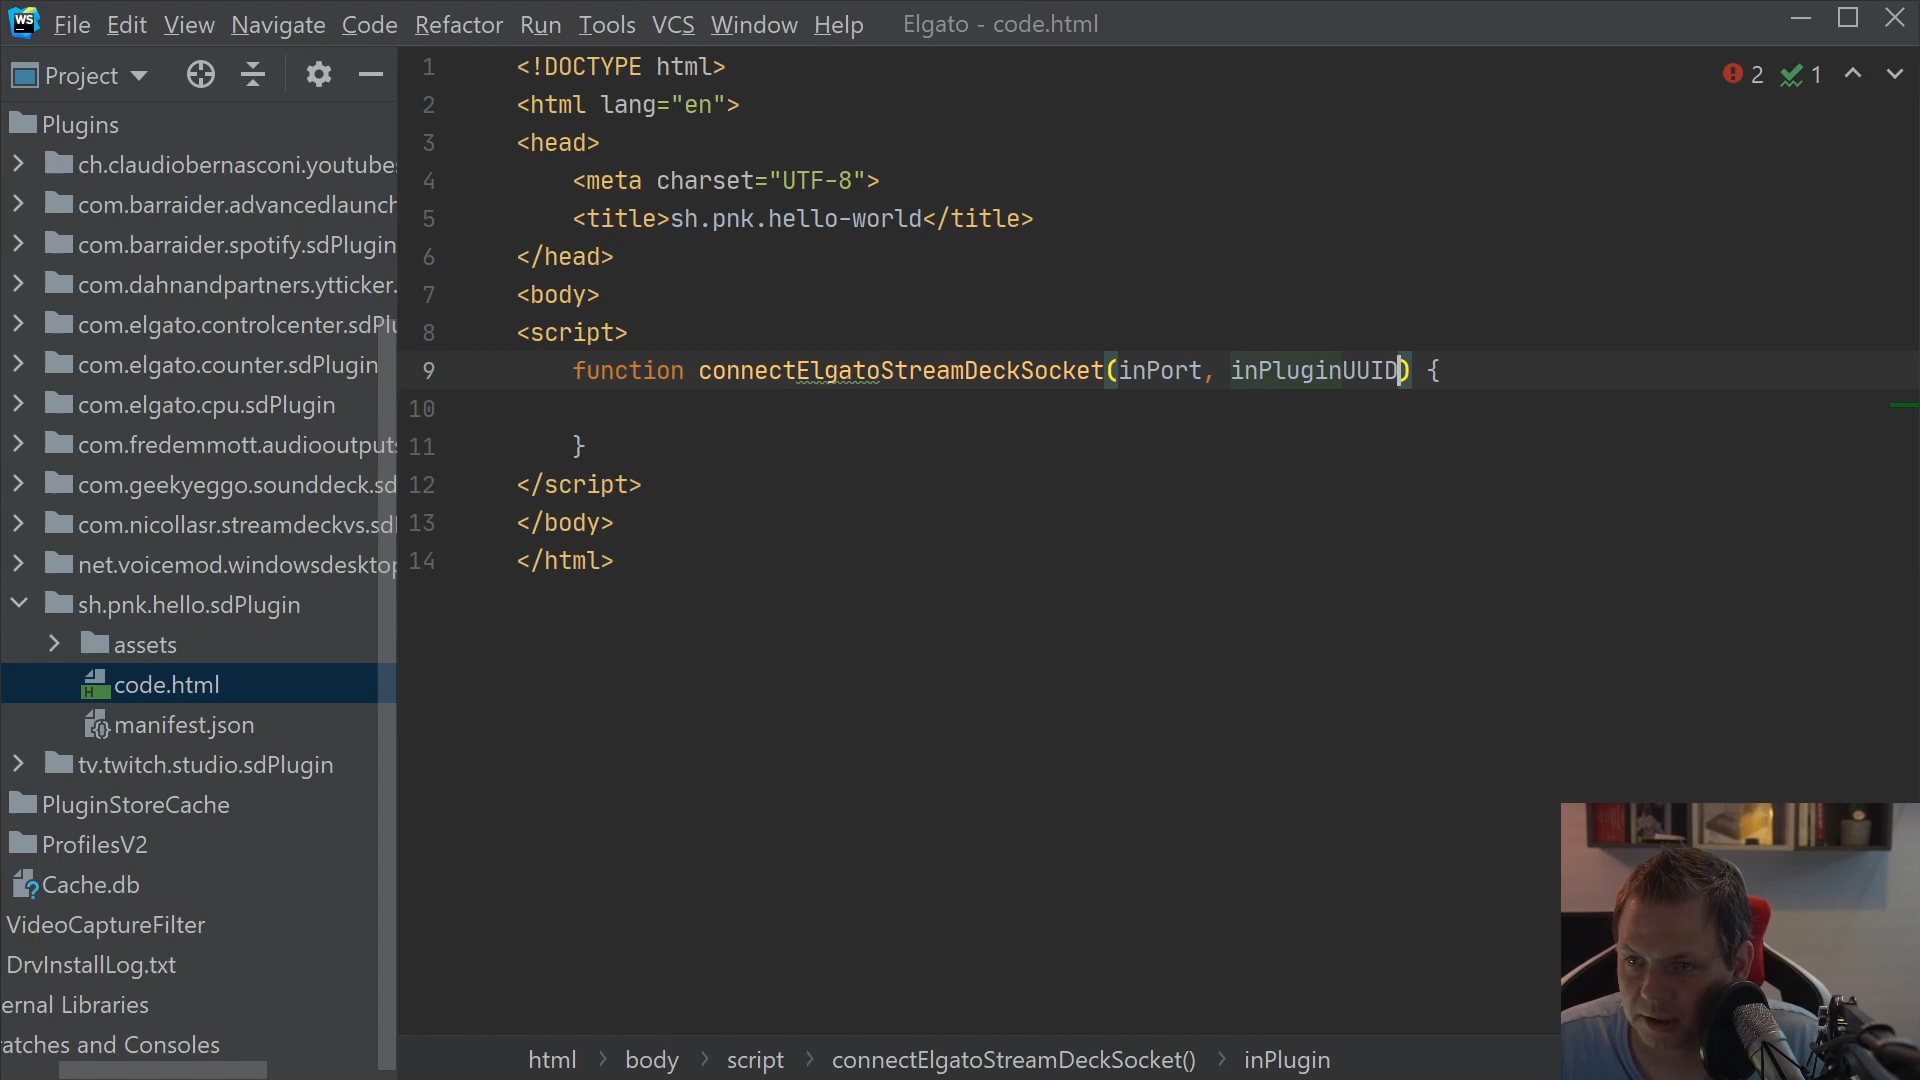 WS File Edit View Navigate Code Refactor Run Tools VCS Window Help Elgato - code.html
Project
2 1
Plugins
ch.claudiobernasconi.youtube
com.barraider.advancedlaunch
com.barraider.spotify.sdPlugin
com.dahnandpartners.ytticker.
com.elgato.controlcenter.sdPlu
com.elgato.counter.sdPlugin
com.elgato.cpu.sdPlugin
com.fredemmott.audiooutputs
com.geekyeggo.sounddeck.sd
com.nicollasr.streamdeckvs.sd
net.voicemod.windowsdesktop
sh.pnk.hello.sdPlugin
assets
code.html
manifest.json
tv.twitch.studio.sdPlugin
PluginStoreCache
ProfilesV2
Cache.db
VideoCaptureFilter
DrvInstallLog.txt
ernal Libraries
atches and Consoles
1 <!DOCTYPE html>
2 <html lang="en">
3 <head>
4 <meta charset="UTF-8">
5 <title>sh.pnk.hello-world</title>
6 </head>
7 <body>
8 <script>
9 function connectElgatoStreamDeckSocket(inPort, inPluginUUID) {
10
11 }
12 </script>
13 </body>
14 </html>
html > body > script > connectElgatoStreamDeckSocket() > inPlugin